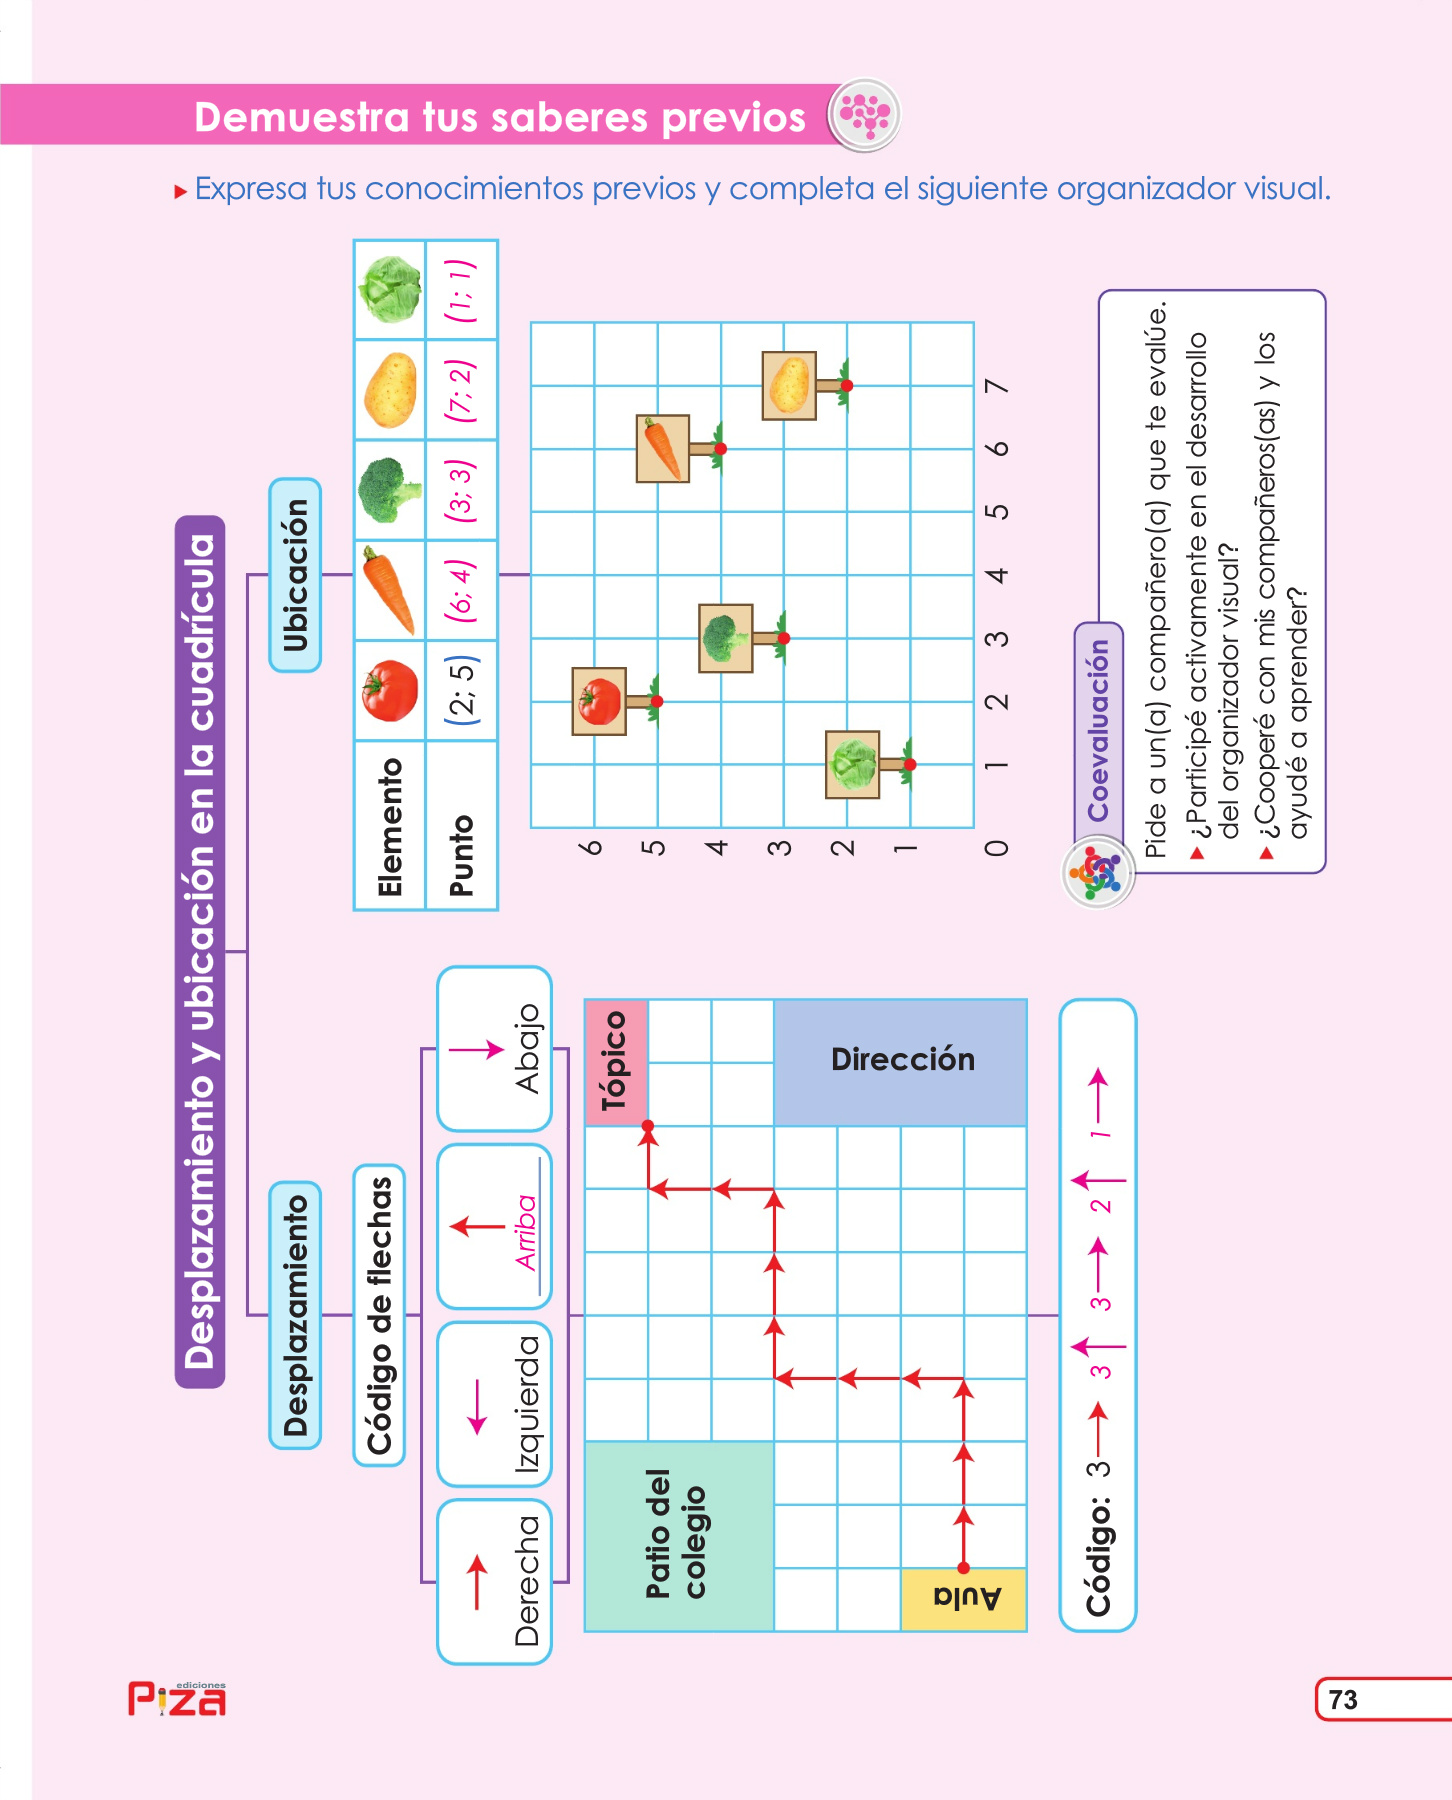 Demuestra tus saberes previos
Expresa tus conocimientos previos y completa el siguiente organizador visual.
Desplazamiento y ubicación en la cuadrícula
Desplazamiento
Código de flechas
Derecha
Izquierda
Arriba
Abajo
Patio del
colegio
Tópico
Dirección
Aula
Código: 3 → 3 ↑ 3 → 2 ↑ 1 →
Ubicación
Elemento
Punto (2; 5) (6; 4) (3; 3) (7; 2) (1; 1)
6
5
4
3
2
1
0 1 2 3 4 5 6 7
Coevaluación
Pide a un(a) compañero(a) que te evalúe.
¿Participé activamente en el desarrollo
del organizador visual?
¿Cooperé con mis compañeros(as) y los
ayudé a aprender?
ediciones
Piza
73